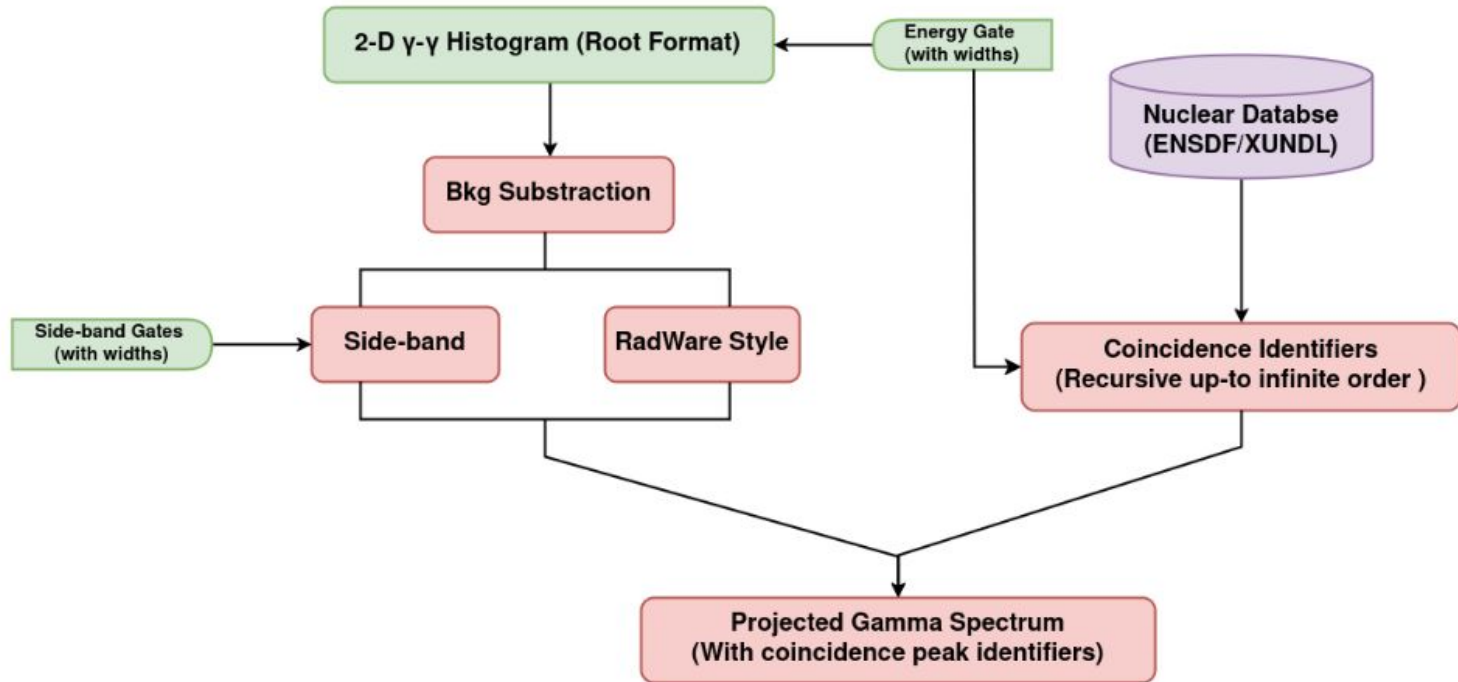 2-D γ-γ Histogram (Root Format)
Energy Gate
(with widths)
Nuclear Databse
(ENSDF/XUNDL)
Bkg Substraction
Side-band Gates
(with widths)
Side-band
RadWare Style
Coincidence Identifiers
(Recursive up-to infinite order )
Projected Gamma Spectrum
(With coincidence peak identifiers)